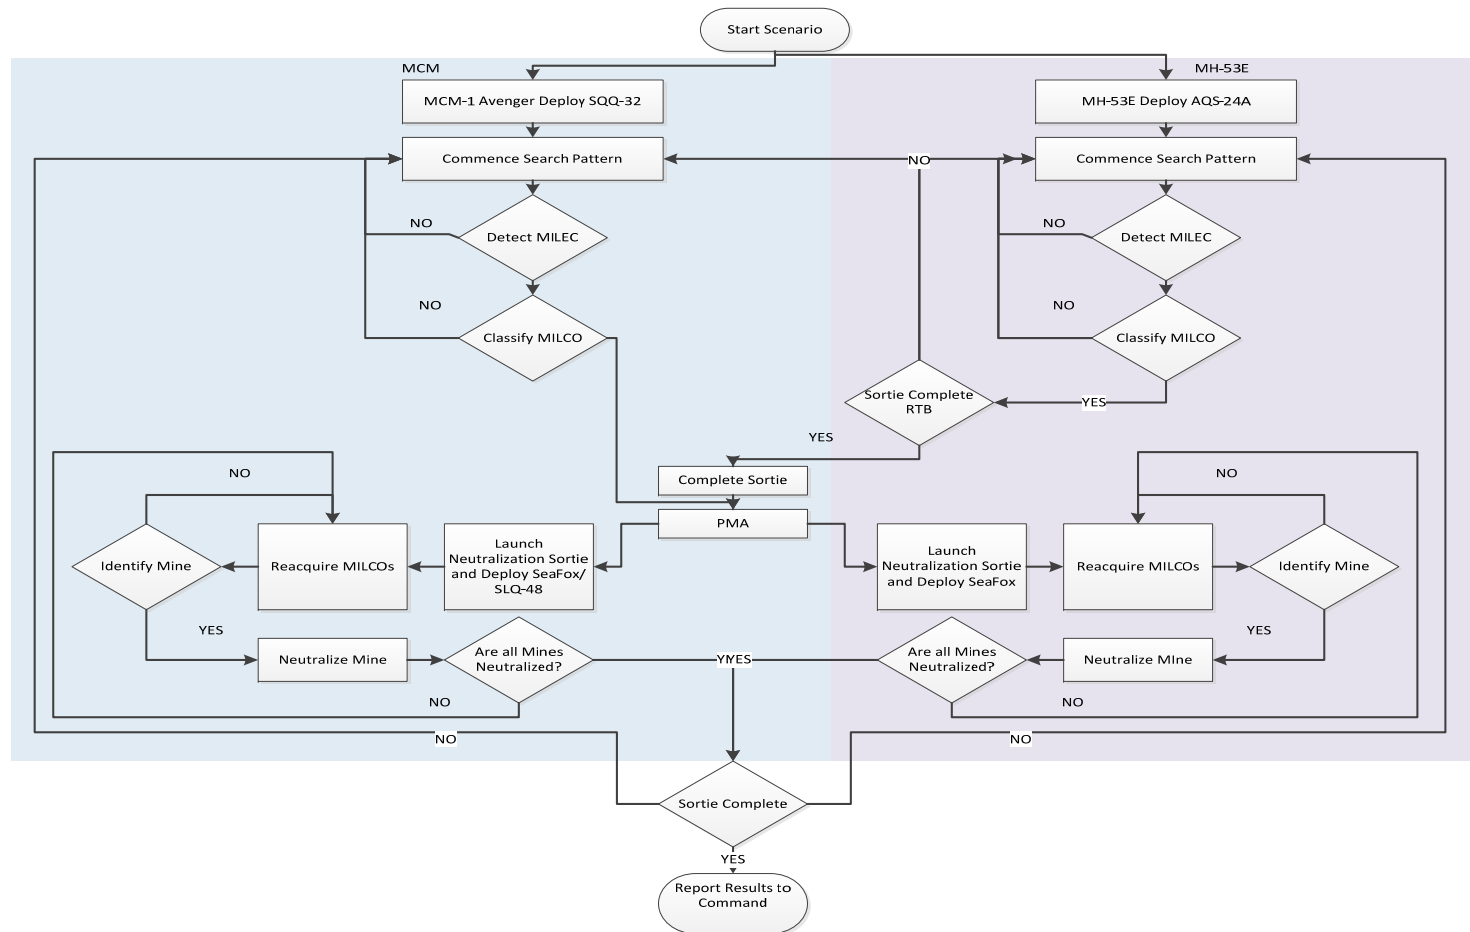 Start Scenario
MCM
MH-53E
MCM-1 Avenger Deploy SQQ-32
MH-53E Deploy AQS-24A
Commence Search Pattern
NO
Commence Search Pattern
NO
Detect MILEC
NO
Detect MILEC
NO
Classify MILCO
NO
Classify MILCO
Sortie Complete
RTB
YES
YES
Complete Sortie
NO
NO
PMA
Identify Mine
Reacquire MILCOs
Launch
Neutralization Sortie
and Deploy SeaFox/
SLQ-48
Launch
Neutralization Sortie
and Deploy SeaFox
Reacquire MILCOs
Identify Mine
YES
YES
Neutralize Mine
Are all Mines
Neutralized?
YIYES
Are all Mines
Neutralized?
Neutralize MIne
NO
NO
NO
NO
Sortie Complete
YES
Report Results to
Command